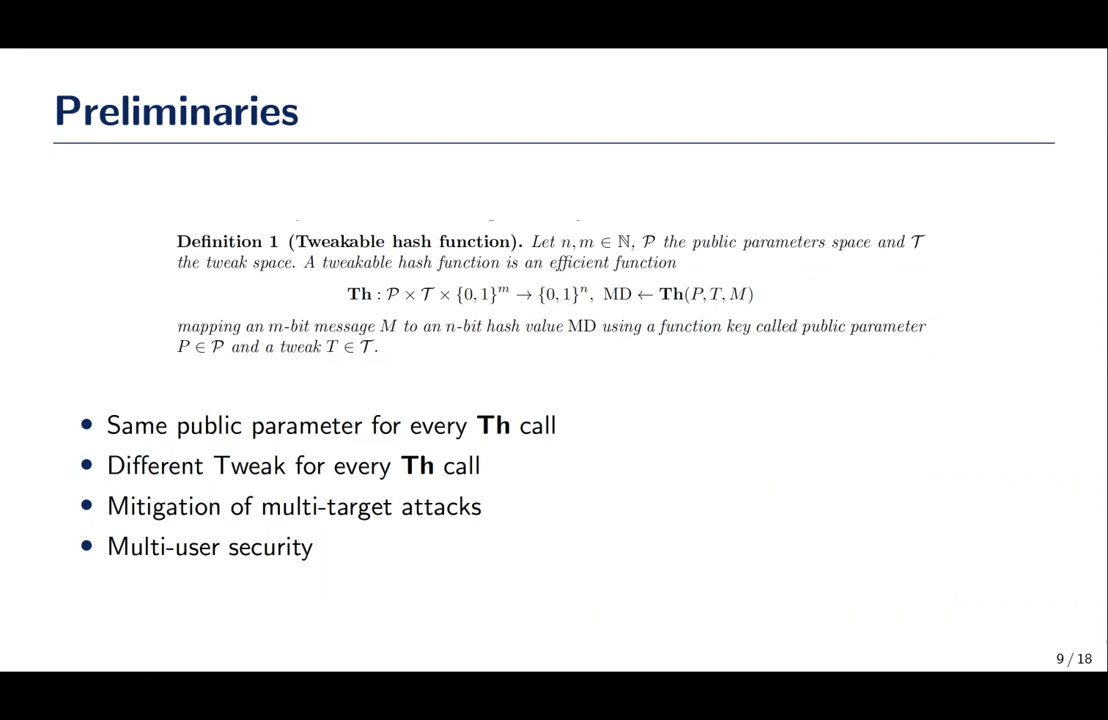 Preliminaries
Definition 1 (Tweakable hash function). Let n, m ∈ ℕ, 𝒫 the public parameters space and 𝒯
the tweak space. A tweakable hash function is an efficient function
Th : 𝒫 × 𝒯 × {0, 1}^m → {0, 1}^n, MD ← Th(P, T, M)
mapping an m-bit message M to an n-bit hash value MD using a function key called public parameter
P ∈ 𝒫 and a tweak T ∈ 𝒯.
• Same public parameter for every Th call
• Different Tweak for every Th call
• Mitigation of multi-target attacks
• Multi-user security
9 / 18